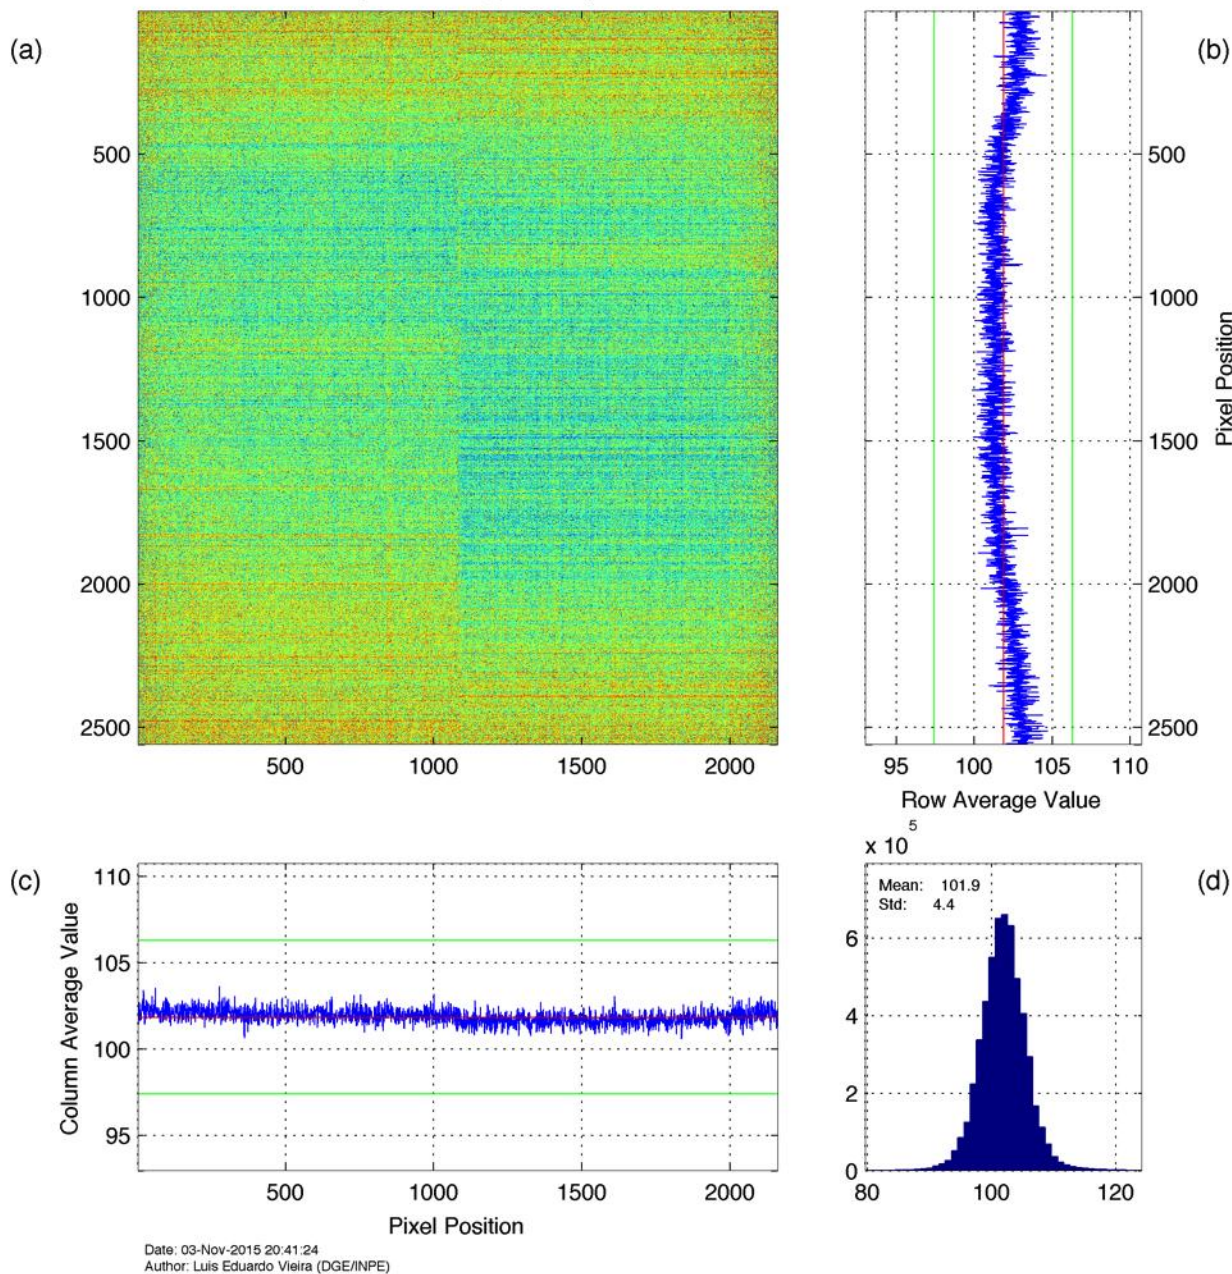 (a)
500
1000
1500
2000
2500
500
1000
1500
2000
(b)
500
1000
1500
2000
2500
Pixel Position
95
100
105
110
Row Average Value
(c)
110
105
100
95
Column Average Value
500
1000
1500
2000
Pixel Position
(d)
x 10
5
Mean: 101.9
Std: 4.4
6
4
2
0
80
100
120
Date: 03-Nov-2015 20:41:24
Author: Luis Eduardo Vieira (DGE/INPE)